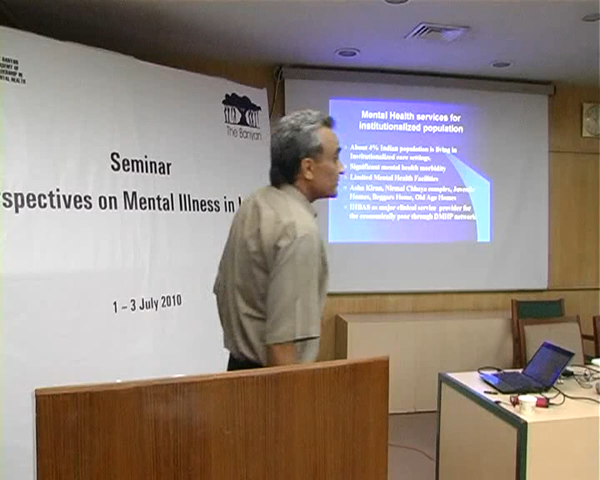 MENTAL HEALTH
The Banyan
Seminar
spectives on Mental Illness in
1 – 3 July 2010
Mental Health services for
Institutionalized population
About 4% Indian population is living in
Institutionalized care settings.
Significant mental health morbidity
Limited Mental Health Facilities
Asha Kiran, Nirmal Chhaya complex, Juvenile
Homes, Beggars Home, Old Age Homes
IHBAS as major clinical service provider for
the economically poor through DMHP network